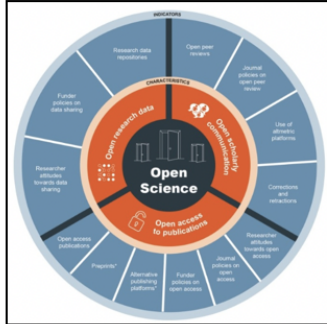 INDICATORS
CHARACTERISTICS
Open
Science
Open research data
Open scholarly
communication
Open access
to publications
Research data
repositories
Funder
policies on
data sharing
Researcher
attitudes
towards data
sharing
Open peer
reviews
Journal
policies on
open peer
review
Use of
altmetric
platforms
Corrections
and
retractions
Researcher
attitudes
towards open
access
Journal
policies on
open
access
Funder
policies on
open access
Alternative
publishing
platforms*
Preprints*
Open access
publications